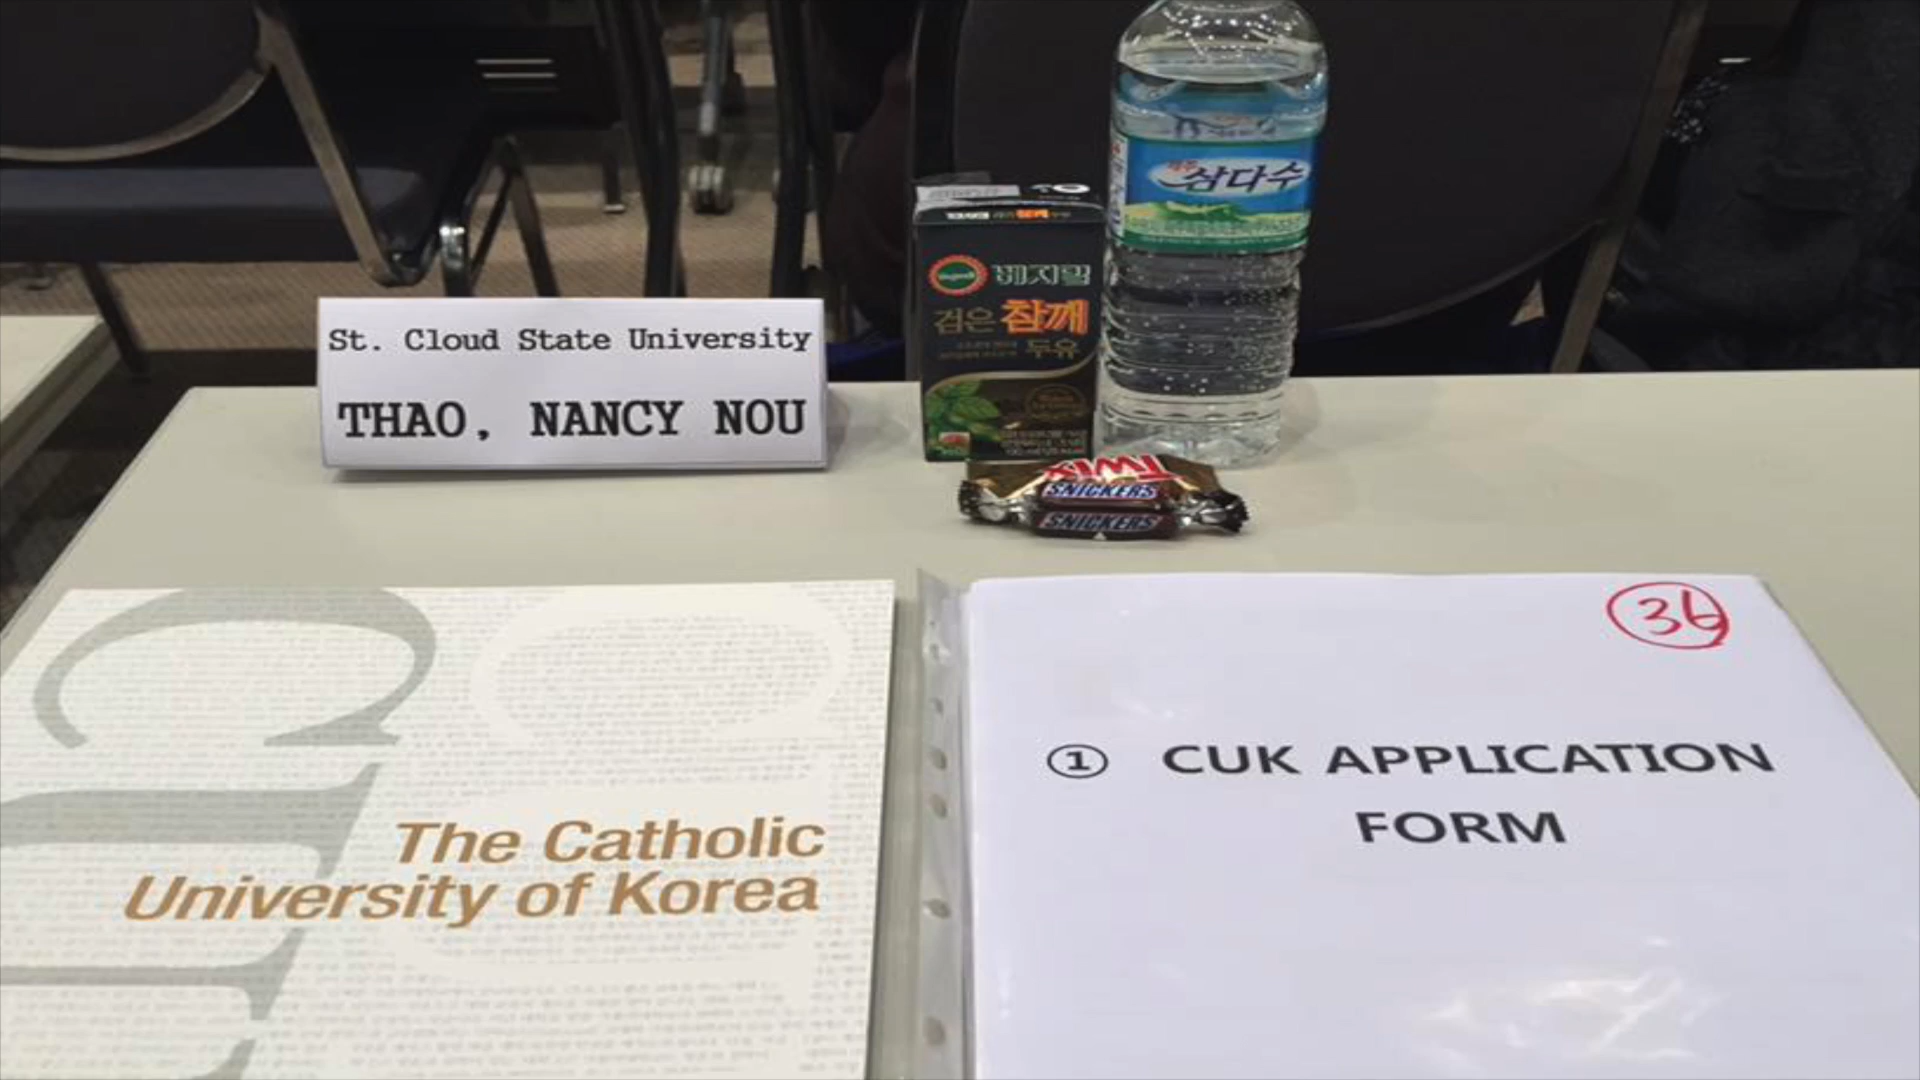 St. Cloud State University
THAO, NANCY NOU
베지밀
검은 참깨
두유
삼다수
TWIX
SNICKERS
SNICKERS
The Catholic
University of Korea
36
① CUK APPLICATION
FORM